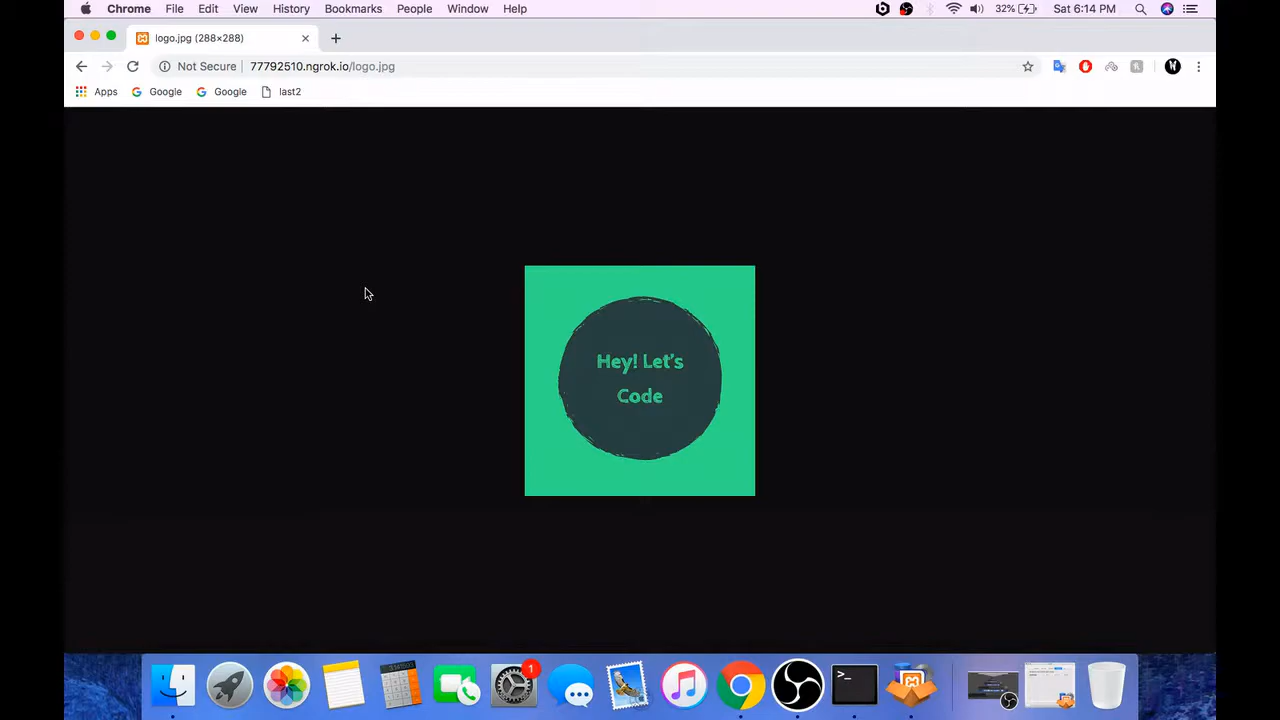 Chrome File Edit View History Bookmarks People Window Help 32% Sat 6:14 PM
logo.jpg (288×288)
Not Secure 77792510.ngrok.io/logo.jpg
Apps Google Google last2
Hey! Let's
Code
1
>_